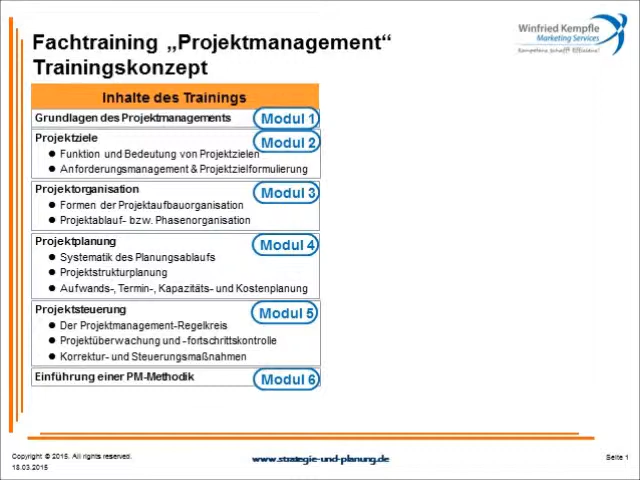 Fachtraining „Projektmanagement“
Trainingskonzept
Winfried Kempfle
Marketing Services
Kompetenz schafft Effizienz!
Inhalte des Trainings
Grundlagen des Projektmanagements
Modul 1
Projektziele
Modul 2
● Funktion und Bedeutung von Projektzielen
● Anforderungsmanagement & Projektzielformulierung
Projektorganisation
Modul 3
● Formen der Projektaufbauorganisation
● Projektablauf- bzw. Phasenorganisation
Projektplanung
Modul 4
● Systematik des Planungsablaufs
● Projektstrukturplanung
● Aufwands-, Termin-, Kapazitäts- und Kostenplanung
Projektsteuerung
Modul 5
● Der Projektmanagement-Regelkreis
● Projektüberwachung und -fortschrittskontrolle
● Korrektur- und Steuerungsmaßnahmen
Einführung einer PM-Methodik
Modul 6
Copyright © 2015. All rights reserved.
18.03.2015
www.strategie-und-planung.de
Seite 1